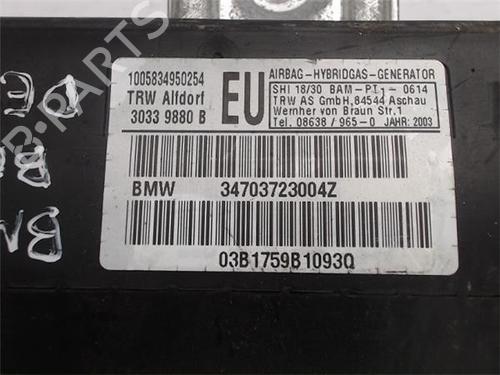 1005834950254
TRW Alfdorf
3033 9880 B
EU
AIRBAG-HYBRIDGAS-GENERATOR
SHI 18/30 BAM-PT1- 0614
TRW AS GmbH,84544 Aschau
Wernher von Braun Str.1
Tel. 08638 / 965-0 JAHR: 2003
BMW 34703723004Z
03B1759B1093Q